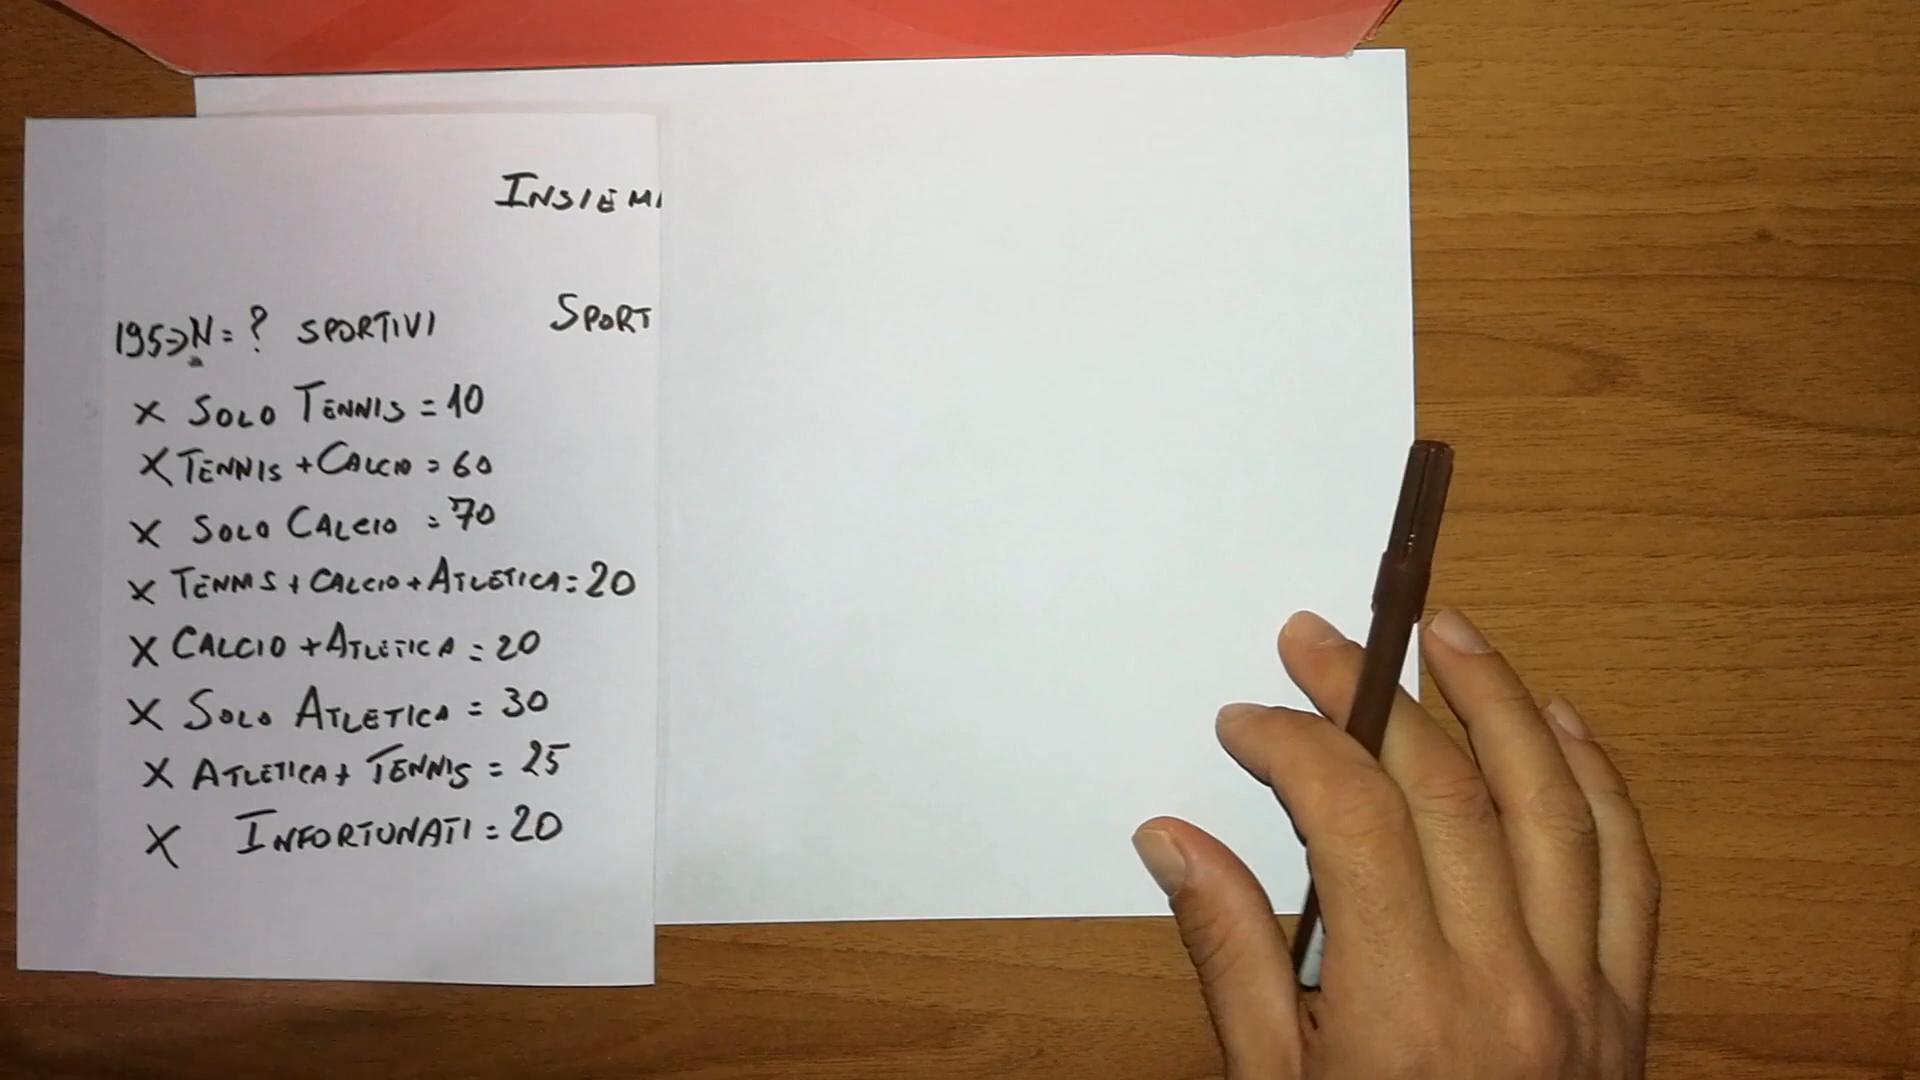 INSIEMI
195→N = ? SPORTIVI SPORT
X SOLO TENNIS = 10
X TENNIS + CALCIO = 60
X SOLO CALCIO = 70
X TENNIS + CALCIO + ATLETICA = 20
X CALCIO + ATLETICA = 20
X SOLO ATLETICA = 30
X ATLETICA + TENNIS = 25
X INFORTUNATI = 20